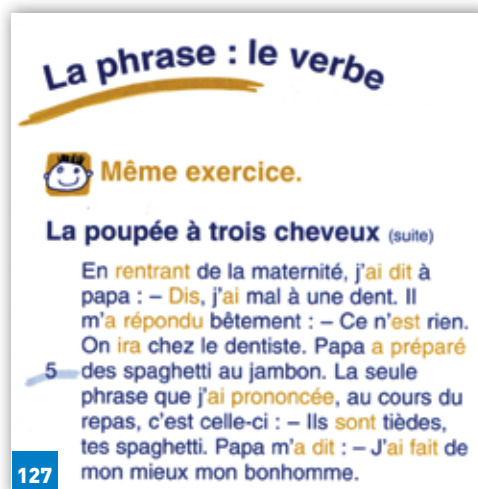 La phrase : le verbe
Même exercice.
La poupée à trois cheveux (suite)
En rentrant de la maternité, j'ai dit à
papa : – Dis, j'ai mal à une dent. Il
m'a répondu bêtement : – Ce n'est rien.
On ira chez le dentiste. Papa a préparé
5 des spaghetti au jambon. La seule
phrase que j'ai prononcée, au cours du
repas, c'est celle-ci : – Ils sont tièdes,
tes spaghetti. Papa m'a dit : – J'ai fait de
mon mieux mon bonhomme.
127